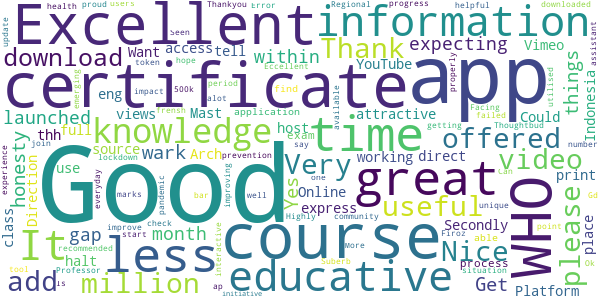 health proud Thankyou Error Regional progress helpful downloaded
update users
Excellent information
Seen
download token hope Want access tell Thank expecting assistant
emerging Excellent within YouTube Vimeo
certificate app
500k properly
launched eng impact period alot find things Indonesia
trensh application attractive Could utilised
views Mast host Facing failed Thoughtbud
honesty thh full knowledge time offered
join source exam available getting number
experience lockdown wark Arch prevention say working direct video
Direction Good Very great
use everyday pandemic marks bar improving well Yes Online one useful Can Gd print
class express unique WHO please place
It gap month check course Nice Secondly able point
improve interactive Highly community
halt recommended start less More Firoz process situation Ok
is Professor Suberb
add tool million ap educative Get Platform
initiative